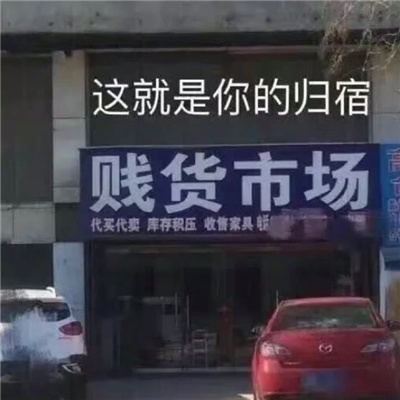 这就是你的归宿
贱货市场
代买代卖 库存积压 收售家具